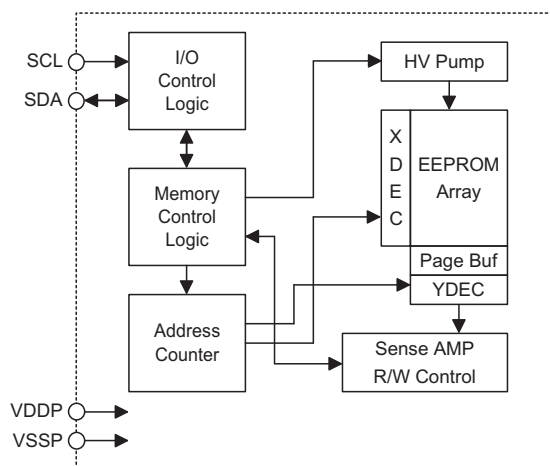 SCL
SDA
I/O
Control
Logic
HV Pump
X
D
E
C
EEPROM
Array
Memory
Control
Logic
Page Buf
YDEC
Address
Counter
Sense AMP
R/W Control
VDDP
VSSP